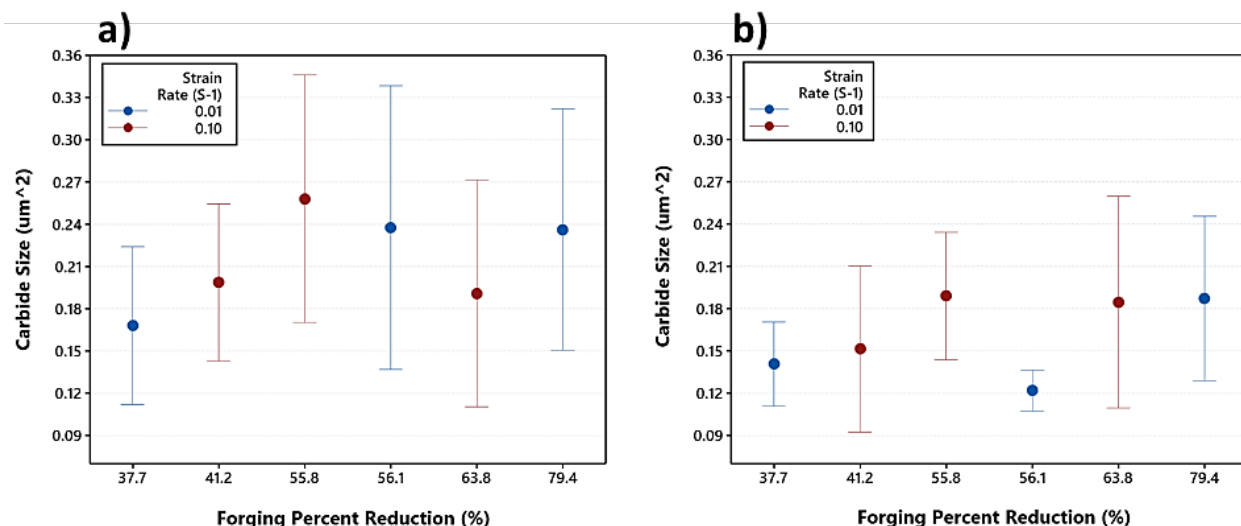 a)
0.36
0.33
0.30
0.27
0.24
0.21
0.18
0.15
0.12
0.09
Carbide Size (um^2)
Strain
Rate (S-1)
0.01
0.10
37.7 41.2 55.8 56.1 63.8 79.4
Forging Percent Reduction (%)
b)
0.36
0.33
0.30
0.27
0.24
0.21
0.18
0.15
0.12
0.09
Carbide Size (um^2)
Strain
Rate (S-1)
0.01
0.10
37.7 41.2 55.8 56.1 63.8 79.4
Forging Percent Reduction (%)